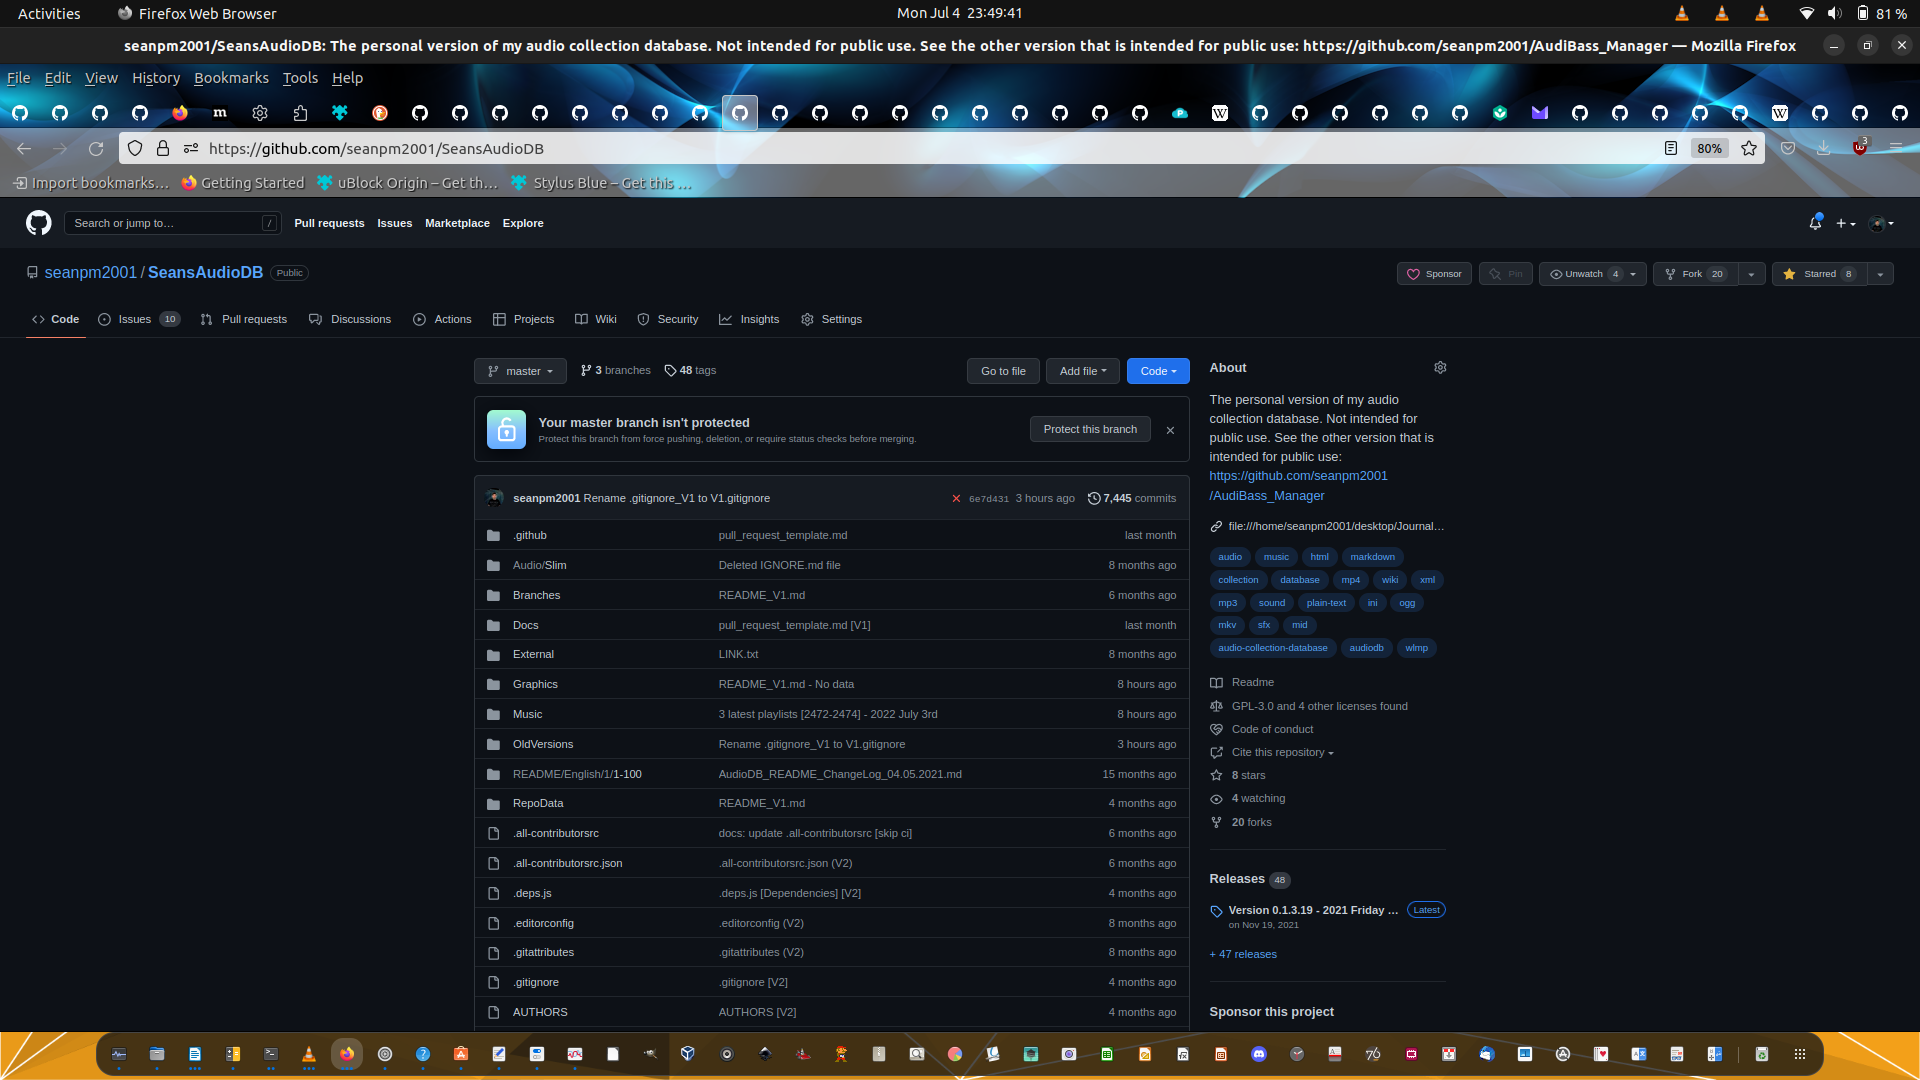 Activities
Firefox Web Browser
Mon Jul 4 23:49:41
81 %
seanpm2001/SeansAudioDB: The personal version of my audio collection database. Not intended for public use. See the other version that is intended for public use: https://github.com/seanpm2001/AudiBass_Manager — Mozilla Firefox
File Edit View History Bookmarks Tools Help
https://github.com/seanpm2001/SeansAudioDB
80%
3
Import bookmarks…
Getting Started
uBlock Origin – Get th…
Stylus Blue – Get this …
Search or jump to…
/
Pull requests Issues Marketplace Explore
seanpm2001 / SeansAudioDB
Public
Sponsor
Pin
Unwatch 4
Fork 20
Starred 8
Code
Issues 10
Pull requests
Discussions
Actions
Projects
Wiki
Security
Insights
Settings
master
3 branches
48 tags
Go to file
Add file
Code
Your master branch isn't protected
Protect this branch from force pushing, deletion, or require status checks before merging.
Protect this branch
seanpm2001 Rename .gitignore_V1 to V1.gitignore
6e7d431 3 hours ago
7,445 commits
.github pull_request_template.md last month
Audio/Slim Deleted IGNORE.md file 8 months ago
Branches README_V1.md 6 months ago
Docs pull_request_template.md [V1] last month
External LINK.txt 8 months ago
Graphics README_V1.md - No data 8 hours ago
Music 3 latest playlists [2472-2474] - 2022 July 3rd 8 hours ago
OldVersions Rename .gitignore_V1 to V1.gitignore 3 hours ago
README/English/1/1-100 AudioDB_README_ChangeLog_04.05.2021.md 15 months ago
RepoData README_V1.md 4 months ago
.all-contributorsrc docs: update .all-contributorsrc [skip ci] 6 months ago
.all-contributorsrc.json .all-contributorsrc.json (V2) 6 months ago
.deps.js .deps.js [Dependencies] [V2] 4 months ago
.editorconfig .editorconfig (V2) 8 months ago
.gitattributes .gitattributes (V2) 8 months ago
.gitignore .gitignore [V2] 4 months ago
AUTHORS AUTHORS [V2] 4 months ago
About
The personal version of my audio
collection database. Not intended for
public use. See the other version that is
intended for public use:
https://github.com/seanpm2001
/AudiBass_Manager
file:///home/seanpm2001/desktop/Journal…
audio music html markdown
collection database mp4 wiki xml
mp3 sound plain-text ini ogg
mkv sfx mid
audio-collection-database audiodb wlmp
Readme
GPL-3.0 and 4 other licenses found
Code of conduct
Cite this repository
8 stars
4 watching
20 forks
Releases 48
Version 0.1.3.19 - 2021 Friday … Latest
on Nov 19, 2021
+ 47 releases
Sponsor this project